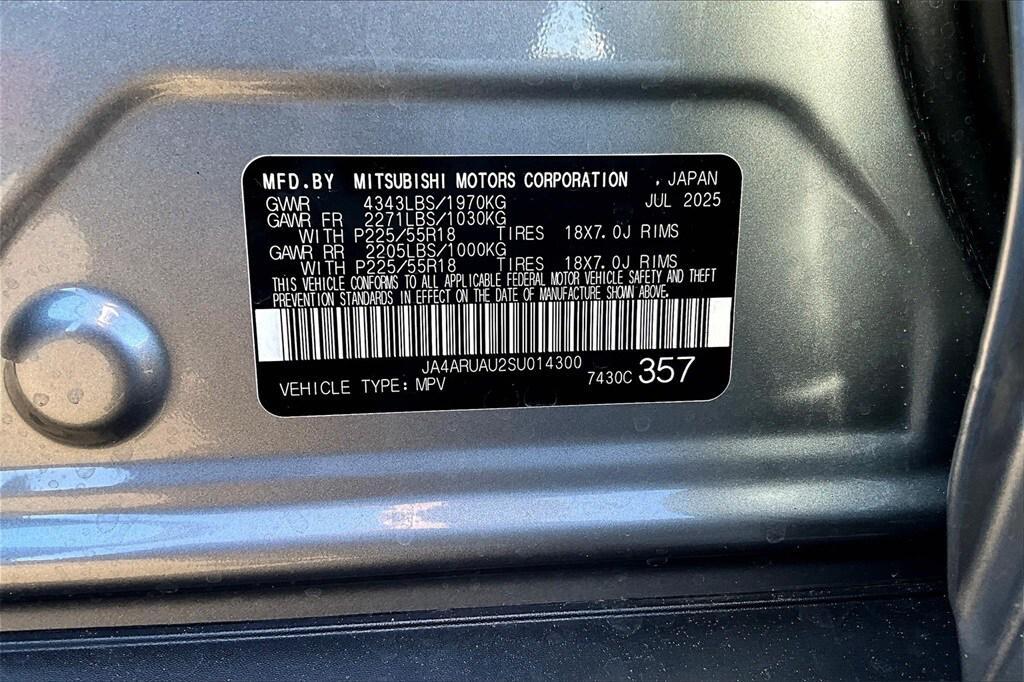 MFD.BY MITSUBISHI MOTORS CORPORATION , JAPAN
GVWR 4343LBS/1970KG JUL 2025
GAWR FR 2271LBS/1030KG
WITH P225/55R18 TIRES 18X7.0J RIMS
GAWR RR 2205LBS/1000KG
WITH P225/55R18 TIRES 18X7.0J RIMS
THIS VEHICLE CONFORMS TO ALL APPLICABLE FEDERAL MOTOR VEHICLE SAFETY AND THEFT
PREVENTION STANDARDS IN EFFECT ON THE DATE OF MANUFACTURE SHOWN ABOVE.
JA4ARUAU2SU014300
VEHICLE TYPE: MPV 7430C 357